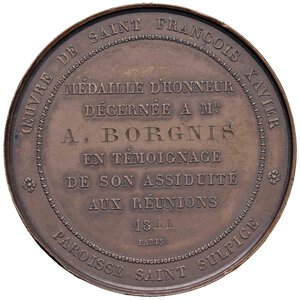 ŒUVRE DE SAINT FRANÇOIS XAVIER
MÉDAILLE D'HONNEUR
DÉCERNÉE A MR
A. BORGNIS
EN TÉMOIGNAGE
DE SON ASSIDUITÉ
AUX RÉUNIONS
1844
PARIS
PAROISSE SAINT SULPICE